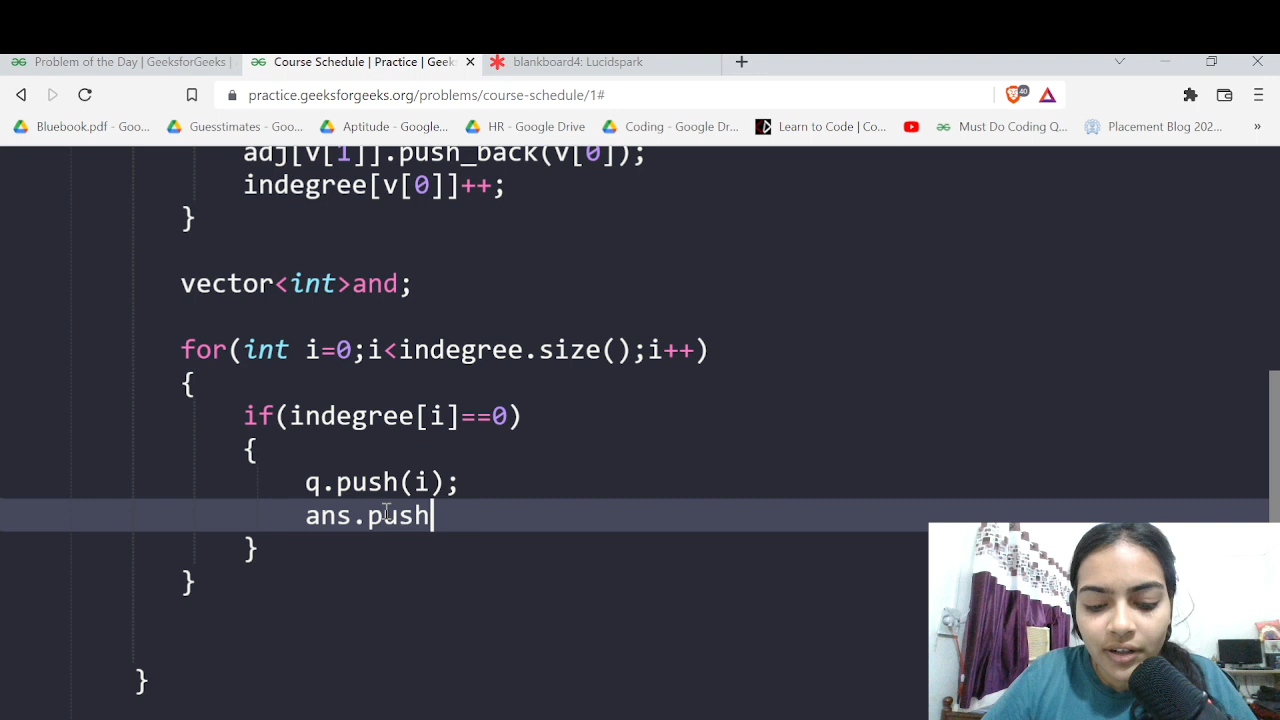 Problem of the Day | GeeksforGeeks |
Course Schedule | Practice | Geek
blankboard4: Lucidspark
practice.geeksforgeeks.org/problems/course-schedule/1#
40
Bluebook.pdf - Goo...
Guestimates - Goo...
Aptitude - Google...
HR - Google Drive
Coding - Google Dr...
Learn to Code | Co...
Must Do Coding Q...
Placement Blog 202...
adj[v[1]].push_back(v[0]);
indegree[v[0]]++;
}
vector<int>and;
for(int i=0;i<indegree.size();i++)
{
if(indegree[i]==0)
{
q.push(i);
ans.push
}
}
}